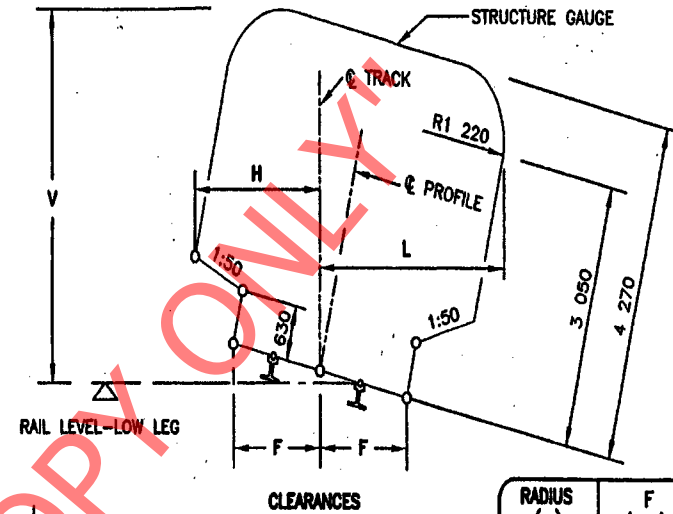 STRUCTURE GAUGE
℄ TRACK
R1 220
H
V
℄ PROFILE
L
1:50
1:50
630
3 050
4 270
RAIL LEVEL-LOW LEG
F
F
CLEARANCES
RADIUS
F
COPY ONLY"